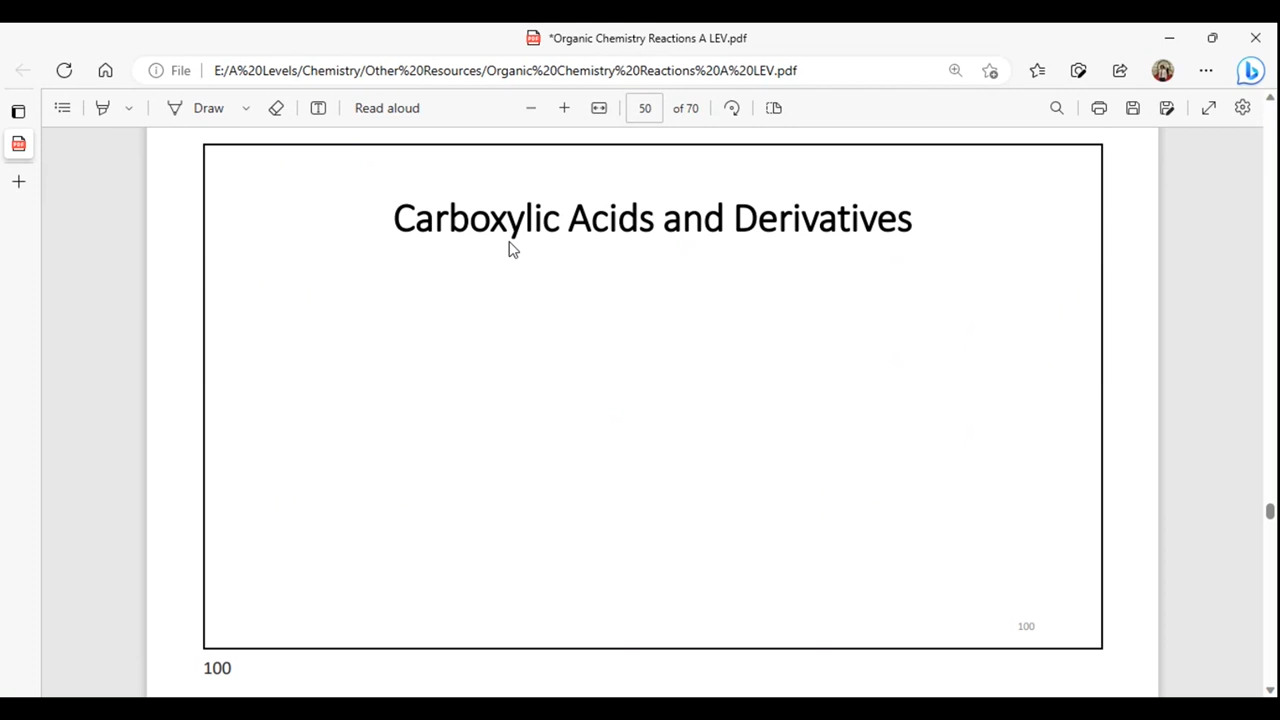 *Organic Chemistry Reactions A LEV.pdf
File E:/A%20Levels/Chemistry/Other%20Resources/Organic%20Chemistry%20Reactions%20A%20LEV.pdf
Draw Read aloud 50 of 70
Carboxylic Acids and Derivatives
100
100